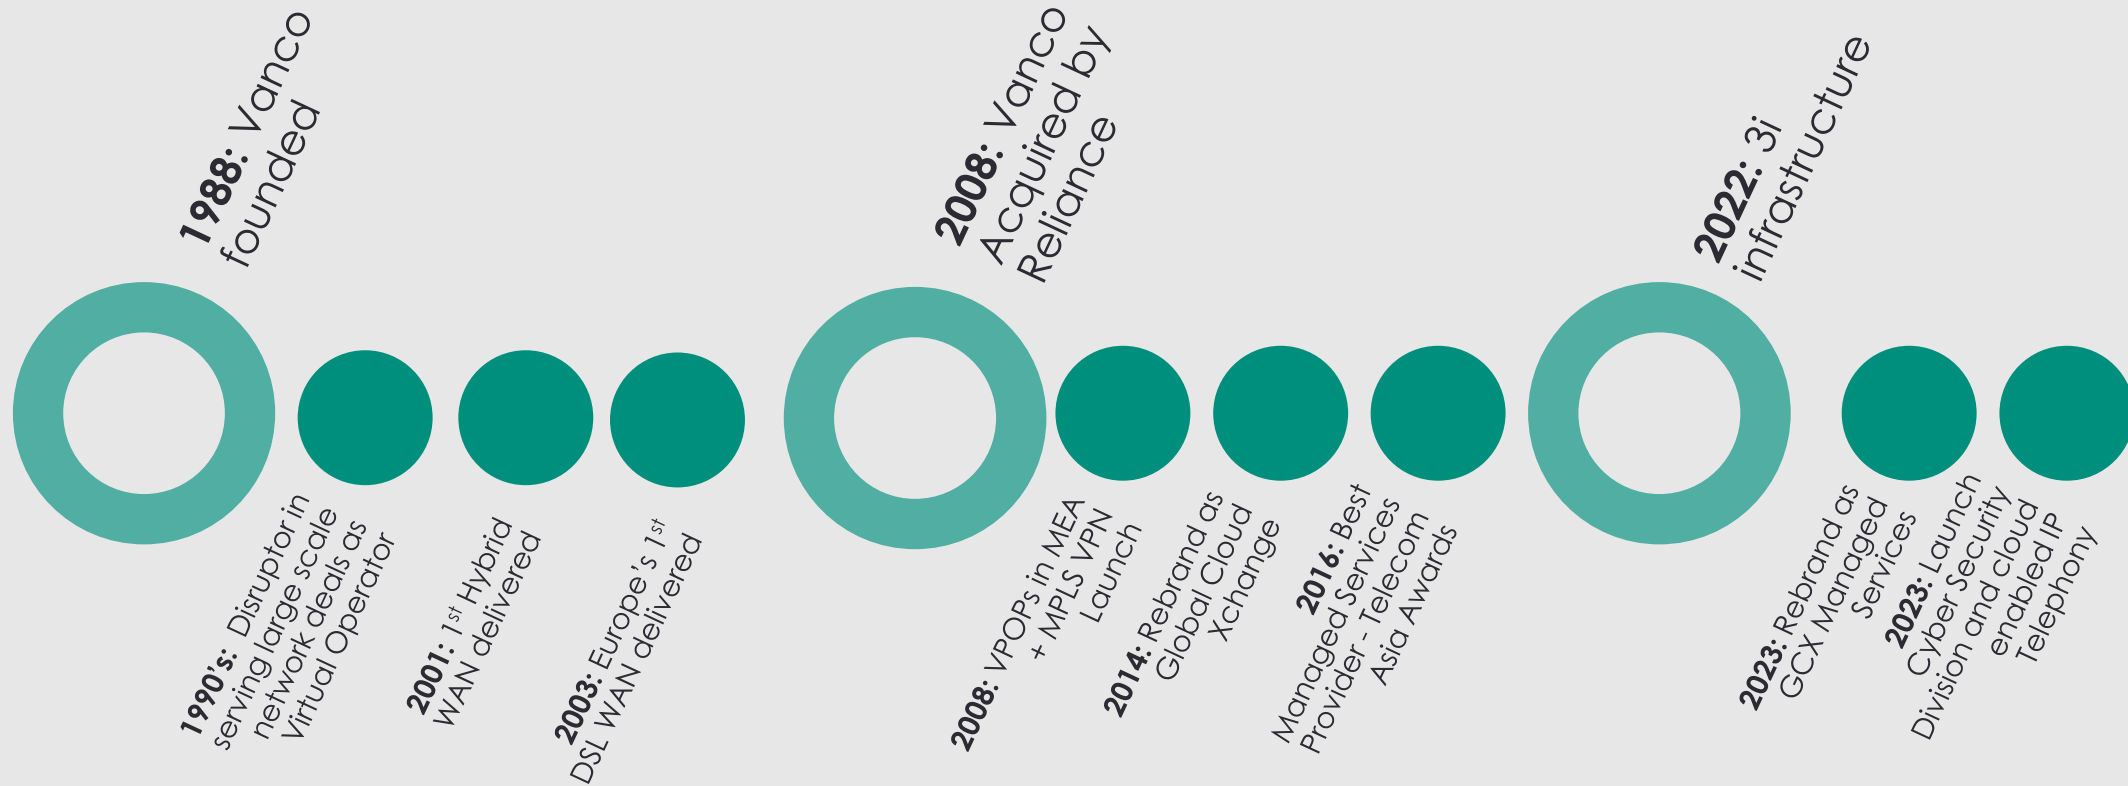 1988: Vanco
founded
1990's: Disruptor in
serving large scale
network deals as
Virtual Operator
2001: 1st Hybrid
WAN delivered
2003: Europe's 1st
DSL WAN delivered
2008: Vanco
Acquired by
Reliance
2008: VPOPs in MEA
+ MPLS VPN
Launch
2014: Rebrand as
Global Cloud
Xchange
2016: Best
Managed Services
Provider - Telecom
Asia Awards
2022: 3i
infrastructure
2023: Rebrand as
GCX Managed
Services
2023: Launch
Cyber Security
Division and cloud
enabled IP
Telephony